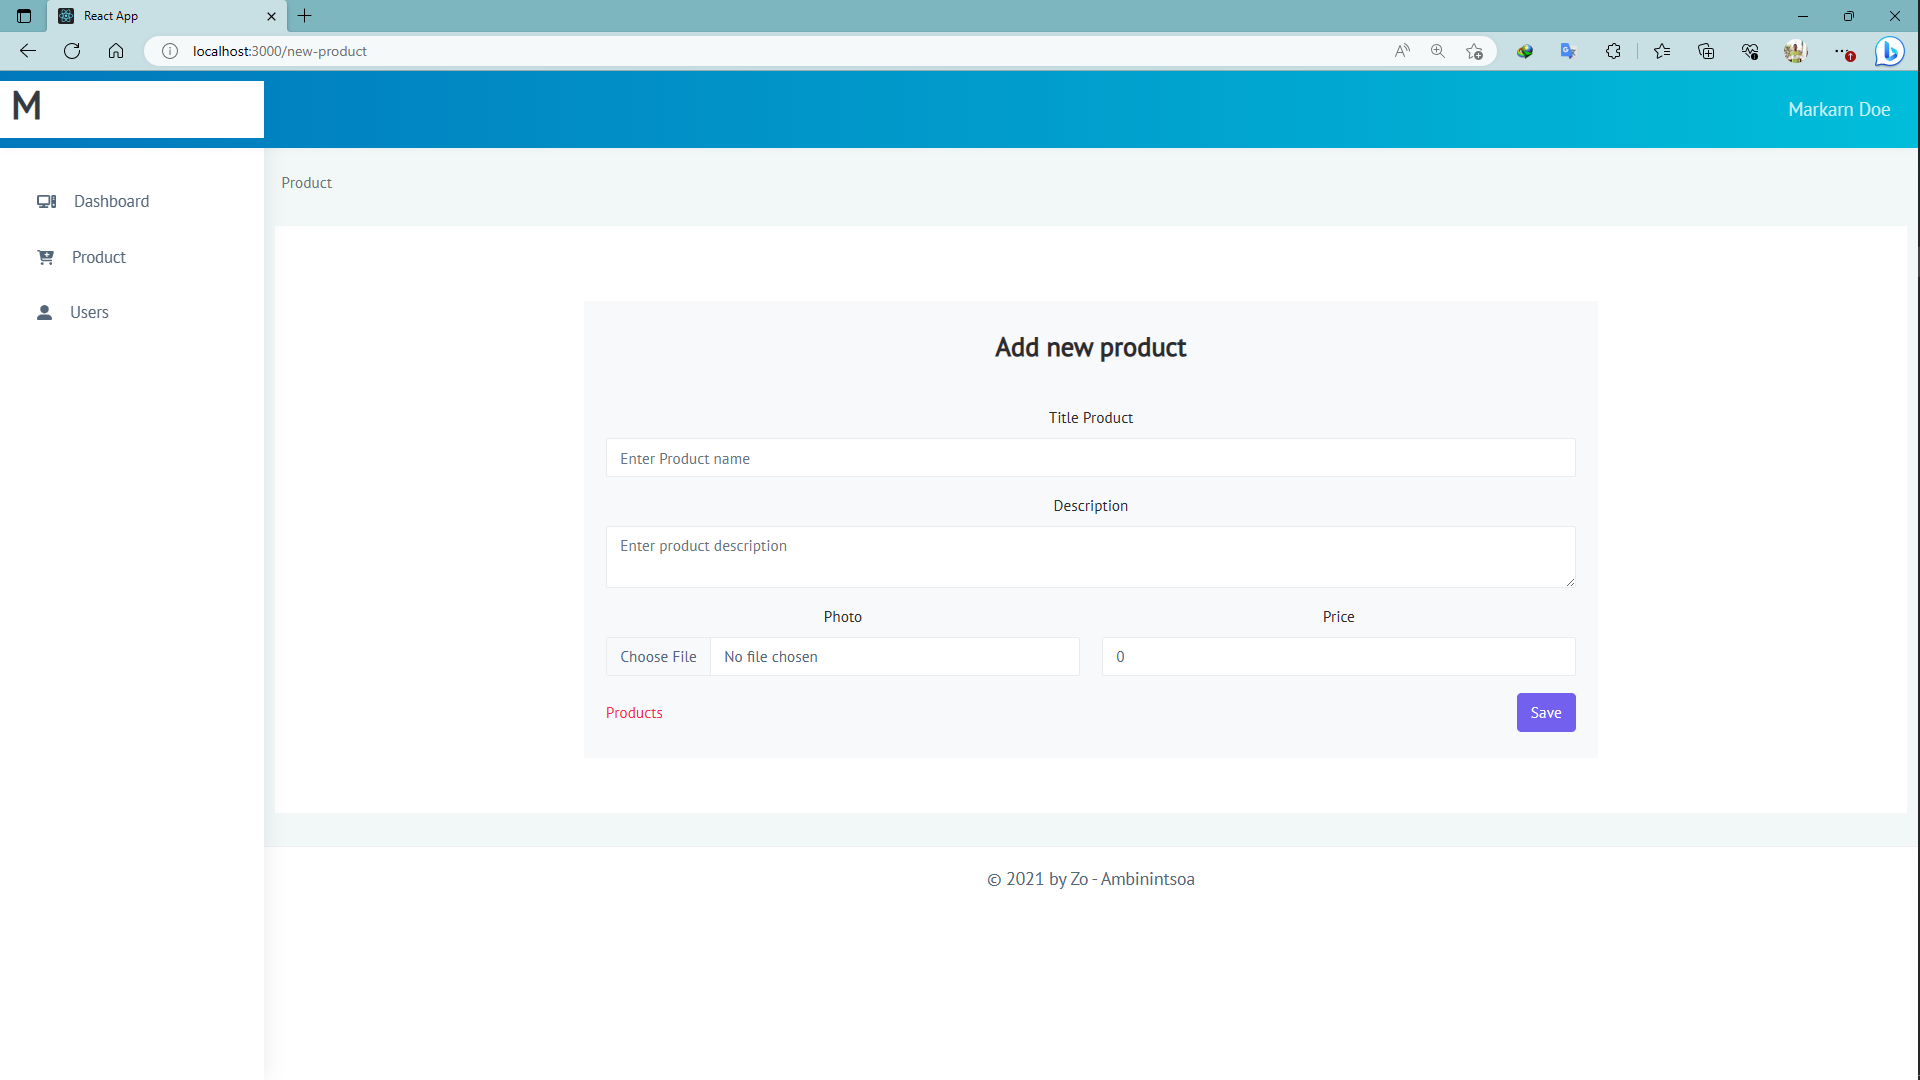 React App
localhost:3000/new-product
M
Markarn Doe
Dashboard
Product
Users
Product
Add new product
Title Product
Enter Product name
Description
Enter product description
Photo
Price
Choose File No file chosen
0
Products
Save
© 2021 by Zo - Ambinintsoa